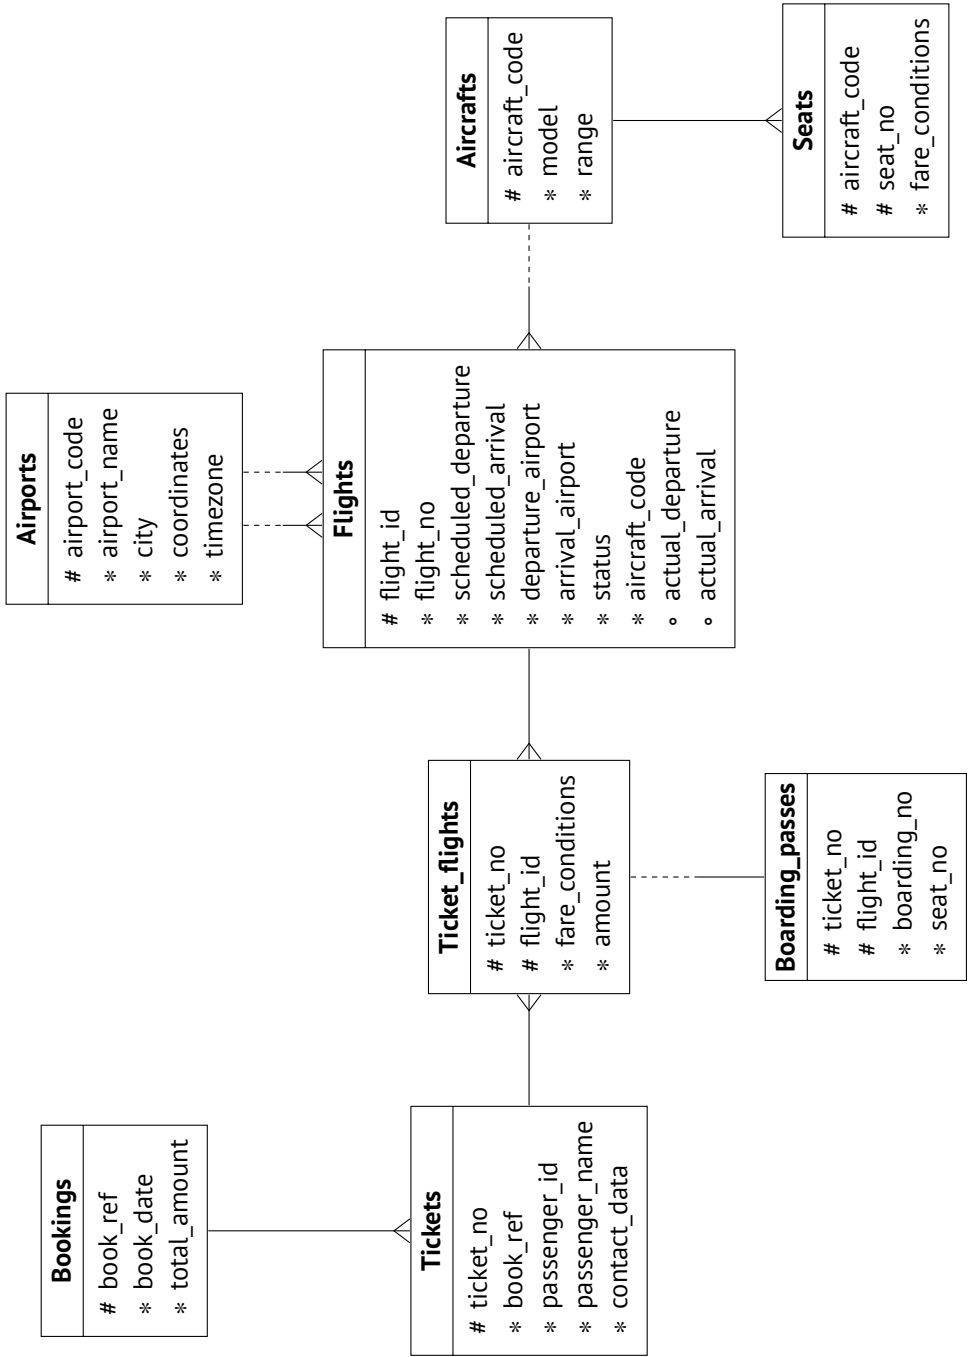 Bookings
# book_ref
* book_date
* total_amount
Tickets
# ticket_no
* book_ref
* passenger_id
* passenger_name
* contact_data
Ticket_flights
# ticket_no
# flight_id
* fare_conditions
* amount
Boarding_passes
# ticket_no
# flight_id
* boarding_no
* seat_no
Airports
# airport_code
* airport_name
* city
* coordinates
* timezone
Flights
# flight_id
* flight_no
* scheduled_departure
* scheduled_arrival
* departure_airport
* arrival_airport
* status
* aircraft_code
° actual_departure
° actual_arrival
Aircrafts
# aircraft_code
* model
* range
Seats
# aircraft_code
# seat_no
* fare_conditions